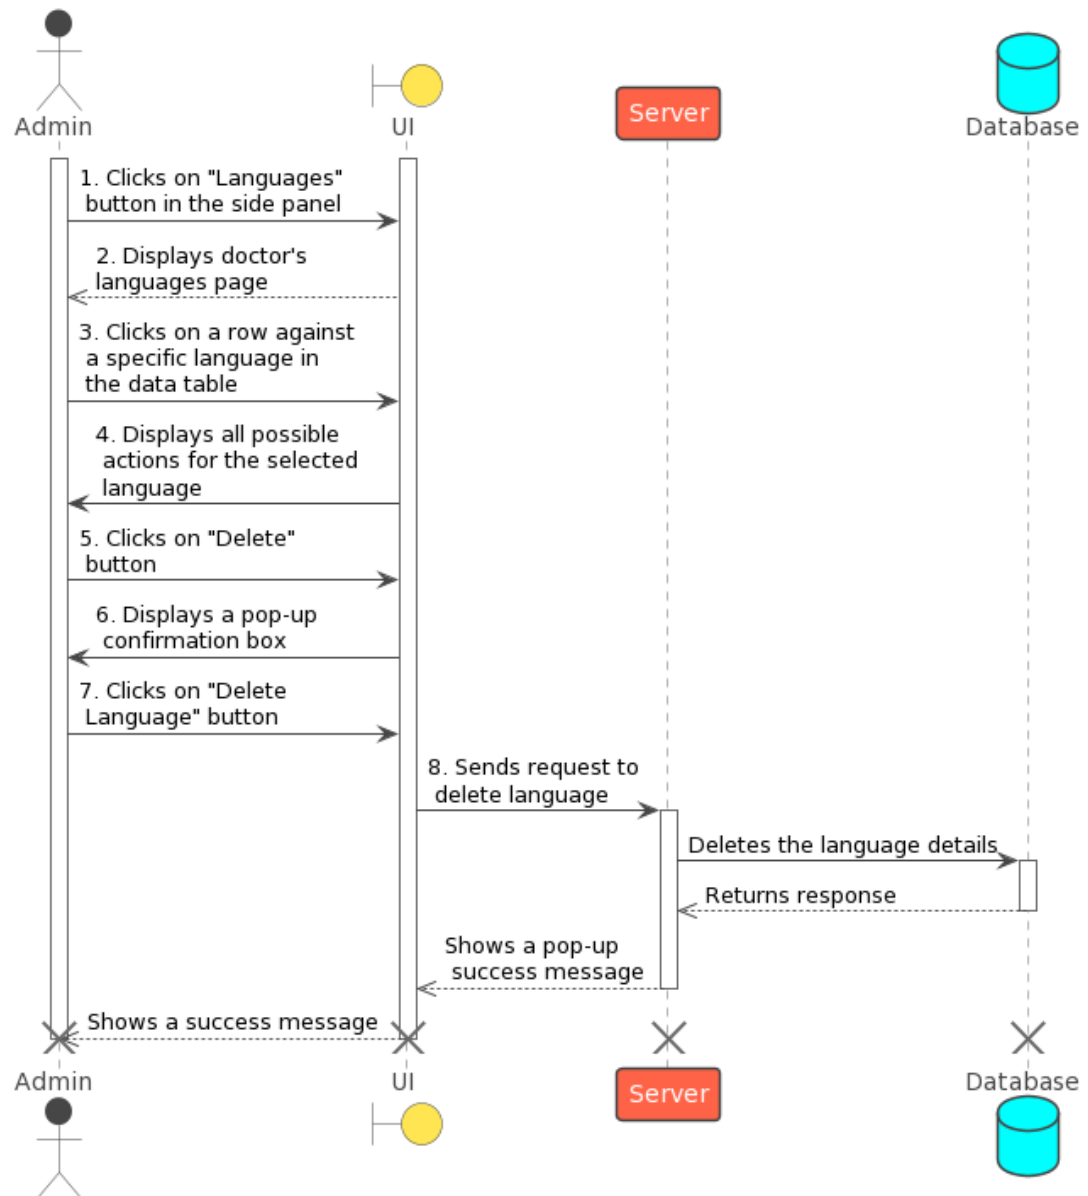 Admin
UI
Server
Database
1. Clicks on "Languages"
button in the side panel
2. Displays doctor's
languages page
3. Clicks on a row against
a specific language in
the data table
4. Displays all possible
actions for the selected
language
5. Clicks on "Delete"
button
6. Displays a pop-up
confirmation box
7. Clicks on "Delete
Language" button
8. Sends request to
delete language
Deletes the language details
Returns response
Shows a pop-up
success message
Shows a success message
Admin
UI
Server
Database